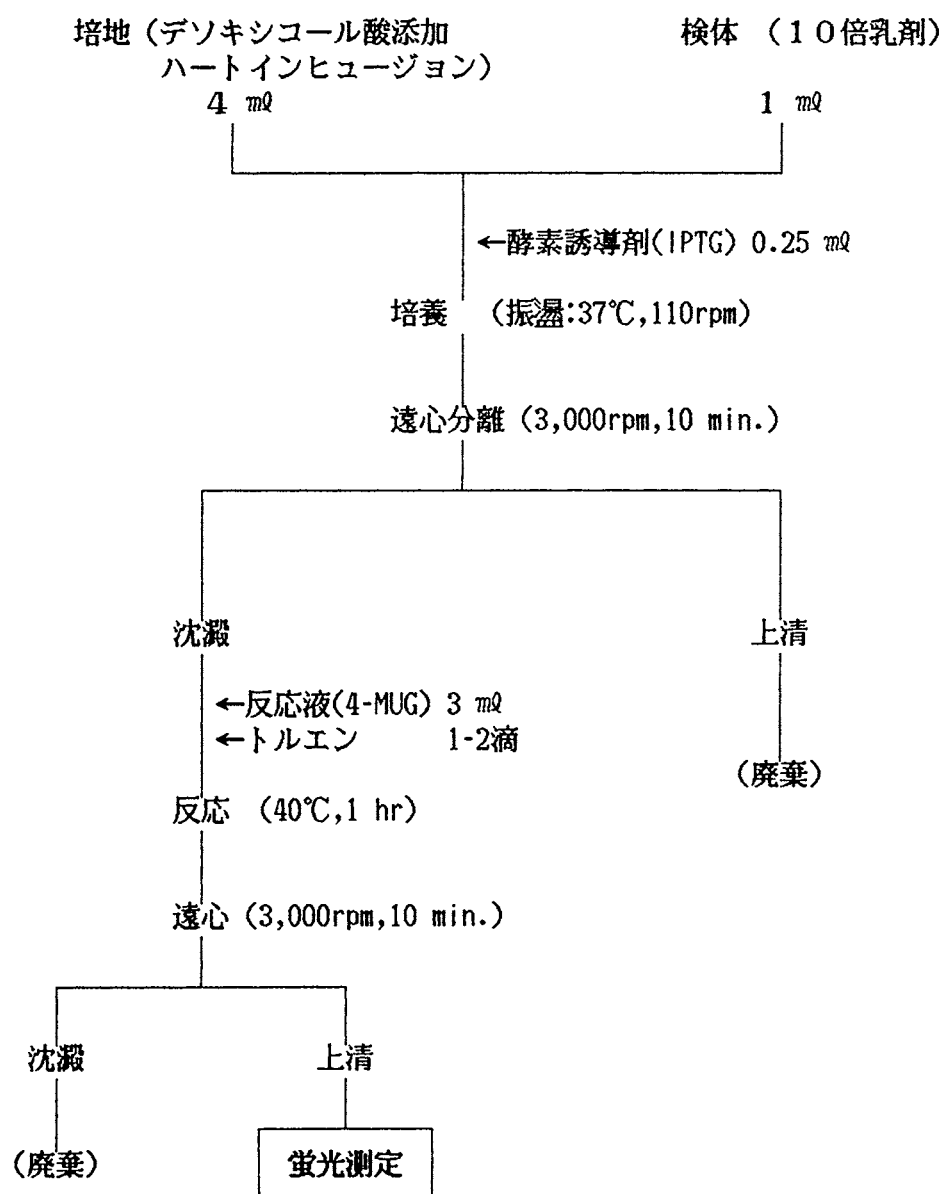 培地（デソキシコール酸添加
ハートインヒュージョン）
4 ㎖
検体 （１０倍乳剤）
1 ㎖
←酵素誘導剤(IPTG) 0.25 ㎖
培養 （振盪:37℃,110rpm）
遠心分離（3,000rpm,10 min.）
沈澱
上清
←反応液(4-MUG) 3 ㎖
←トルエン 1-2滴
（廃棄）
反応 （40℃,1 hr）
遠心（3,000rpm,10 min.）
沈澱
上清
（廃棄）
蛍光測定